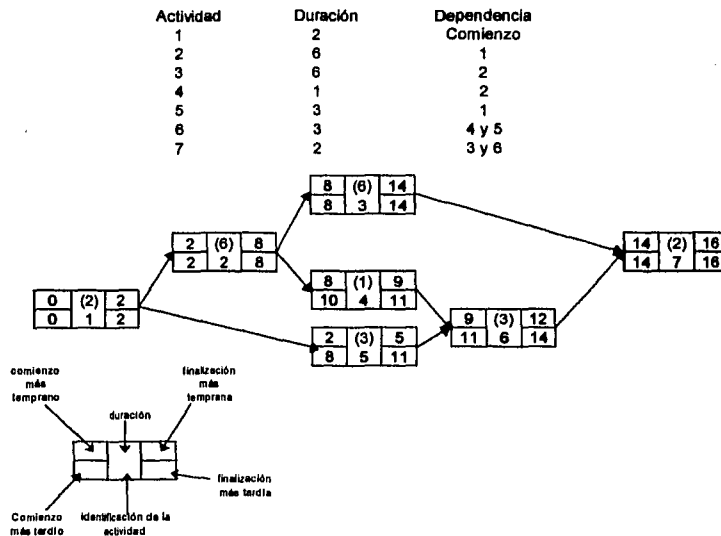 Actividad Duración Dependencia
1 2 Comienzo
2 6 1
3 6 2
4 1 2
5 3 1
6 3 4 y 5
7 2 3 y 6
8 (6) 14
8 3 14
2 (6) 8
2 2 8
14 (2) 16
14 7 16
8 (1) 9
10 4 11
0 (2) 2
0 1 2
9 (3) 12
11 6 14
2 (3) 5
8 5 11
comienzo
más
temprano
finalización
más
temprana
duración
finalización
más tardía
Comienzo
más tardío
identificación de la
actividad